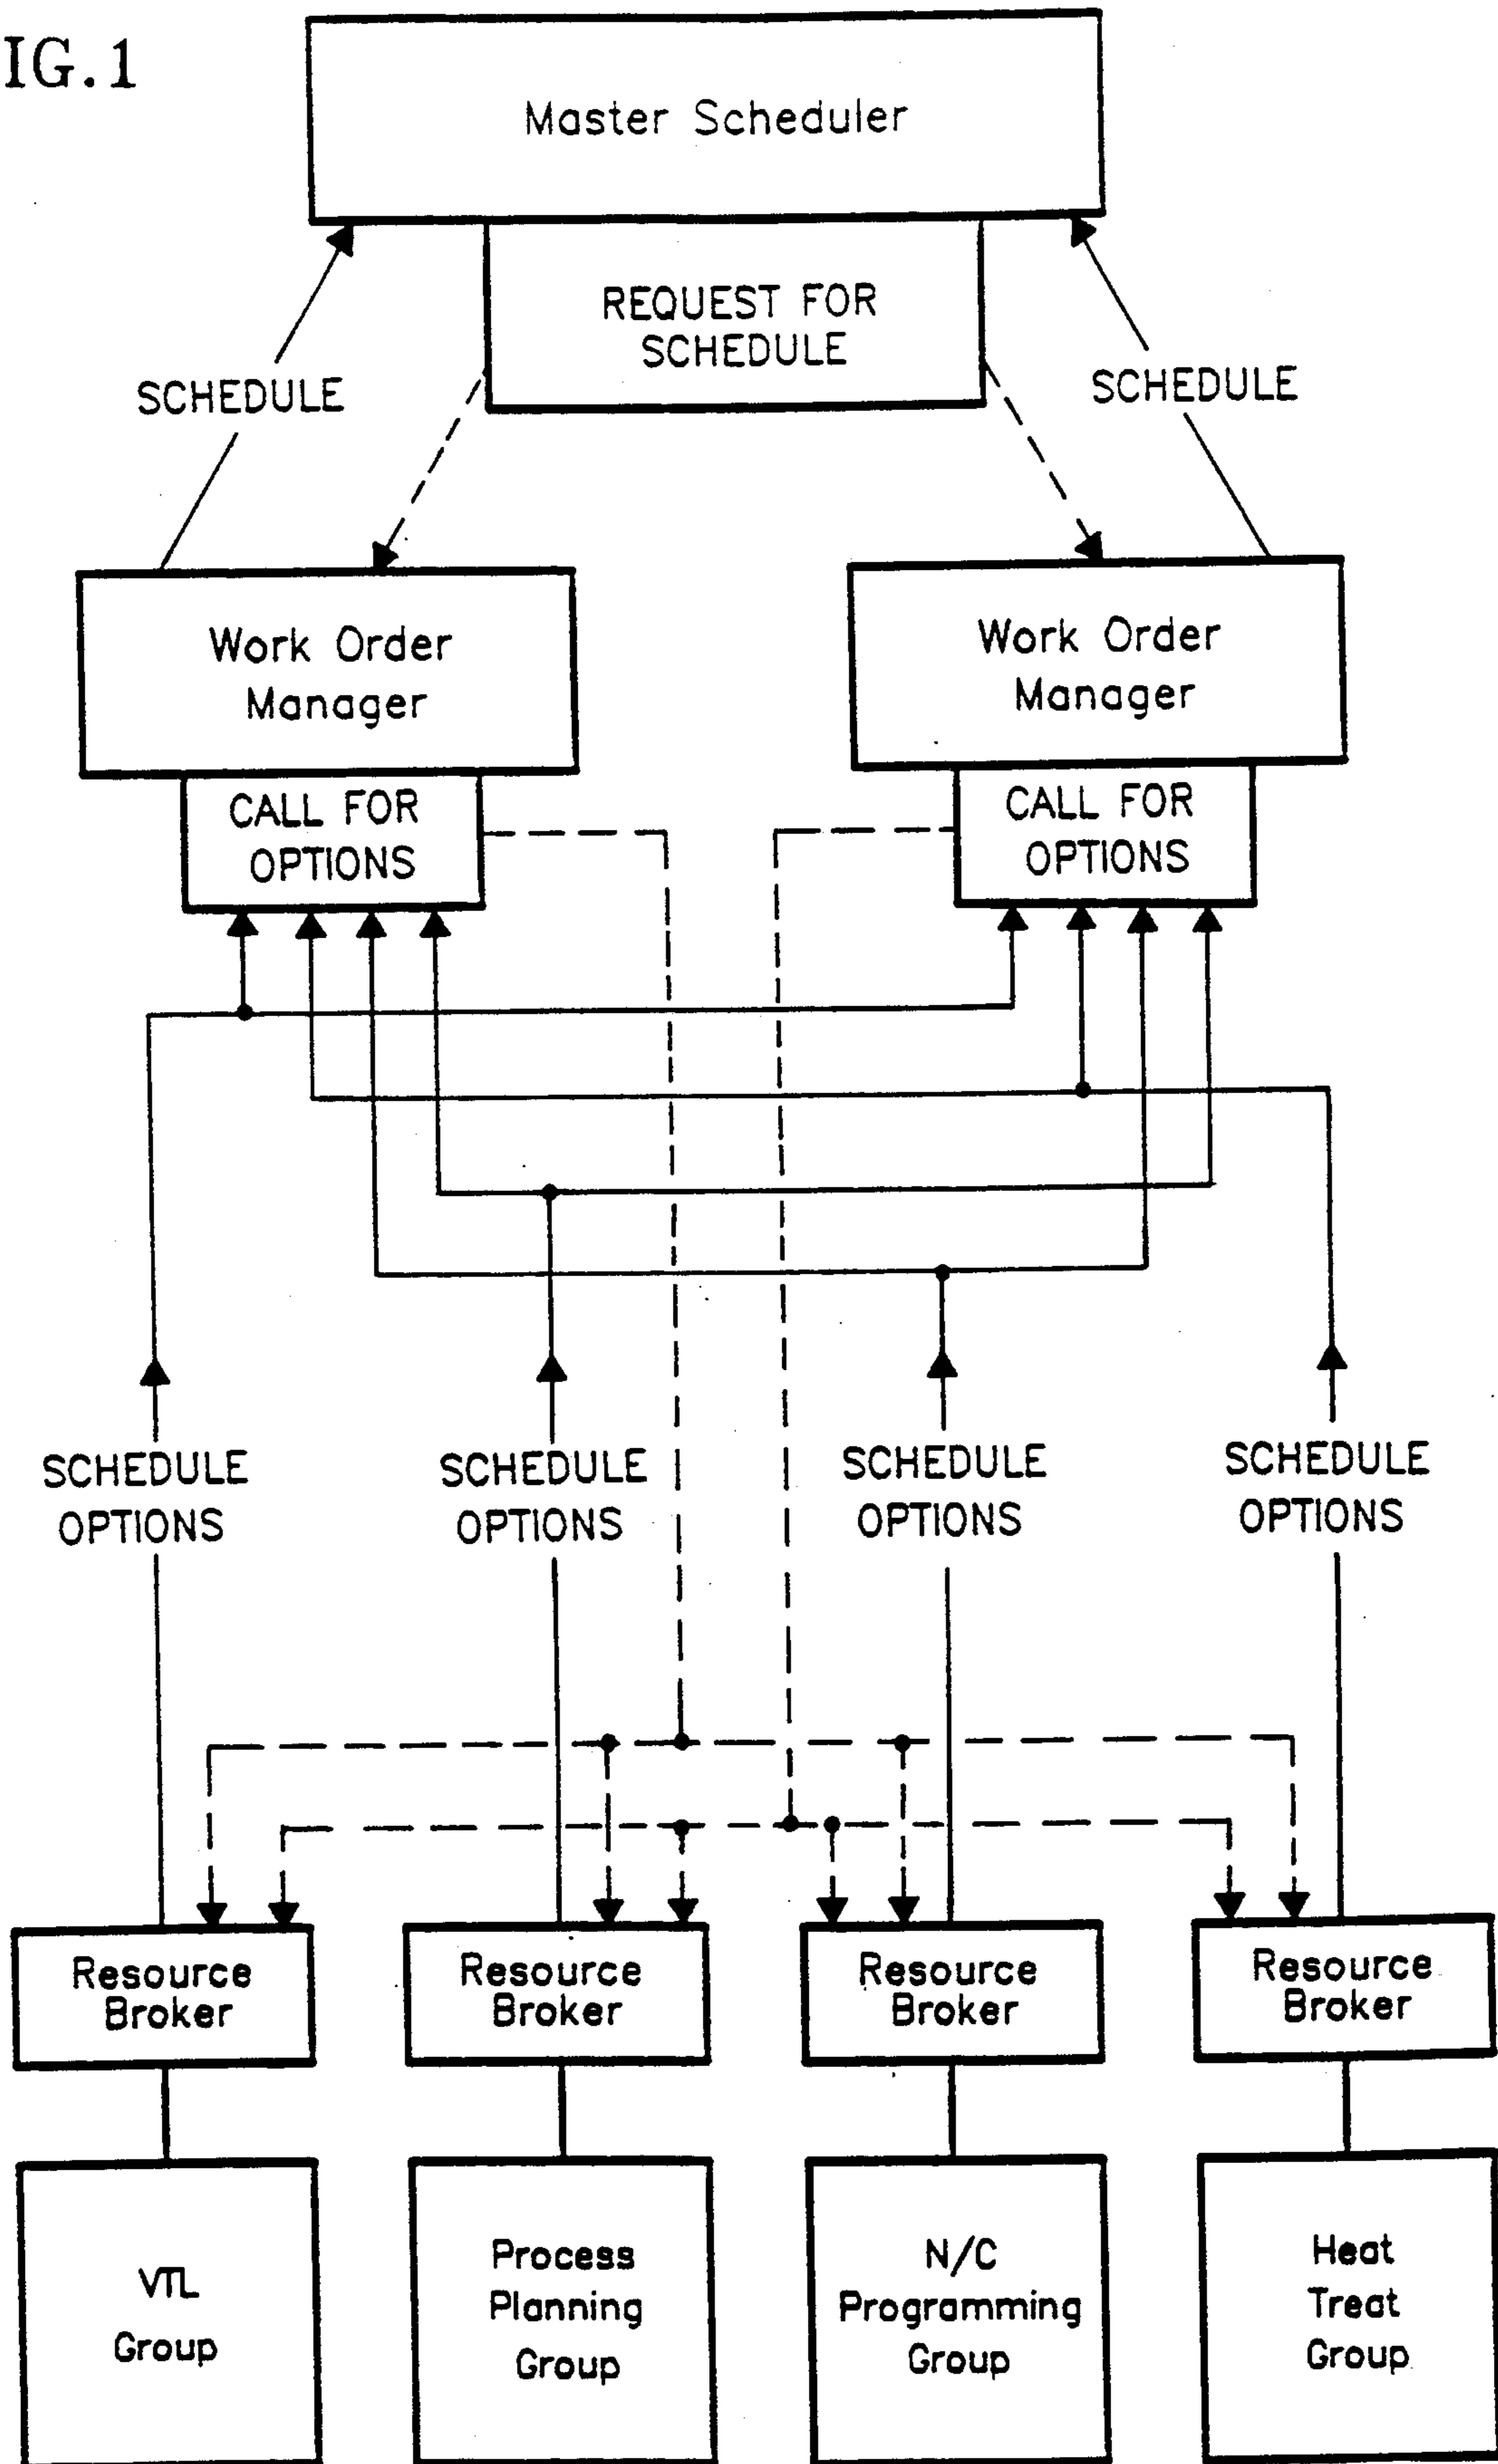 IG.1
Master Scheduler
REQUEST FOR
SCHEDULE
SCHEDULE
SCHEDULE
Work Order
Manager
Work Order
Manager
CALL FOR
OPTIONS
CALL FOR
OPTIONS
SCHEDULE
OPTIONS
SCHEDULE
OPTIONS
SCHEDULE
OPTIONS
SCHEDULE
OPTIONS
Resource
Broker
Resource
Broker
Resource
Broker
Resource
Broker
VTL
Group
Process
Planning
Group
N/C
Programming
Group
Heat
Treat
Group